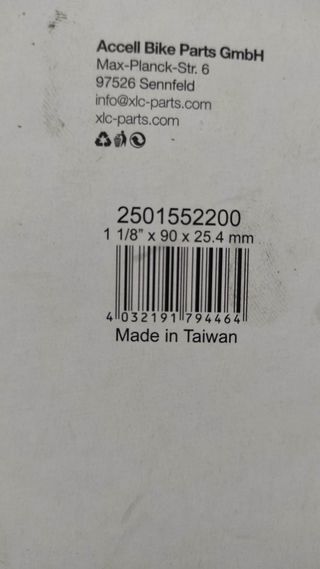 Accell Bike Parts GmbH
Max-Planck-Str. 6
97526 Sennfeld
info@xlc-parts.com
xlc-parts.com
2501552200
1 1/8" x 90 x 25.4 mm
4 032191 794464
Made in Taiwan